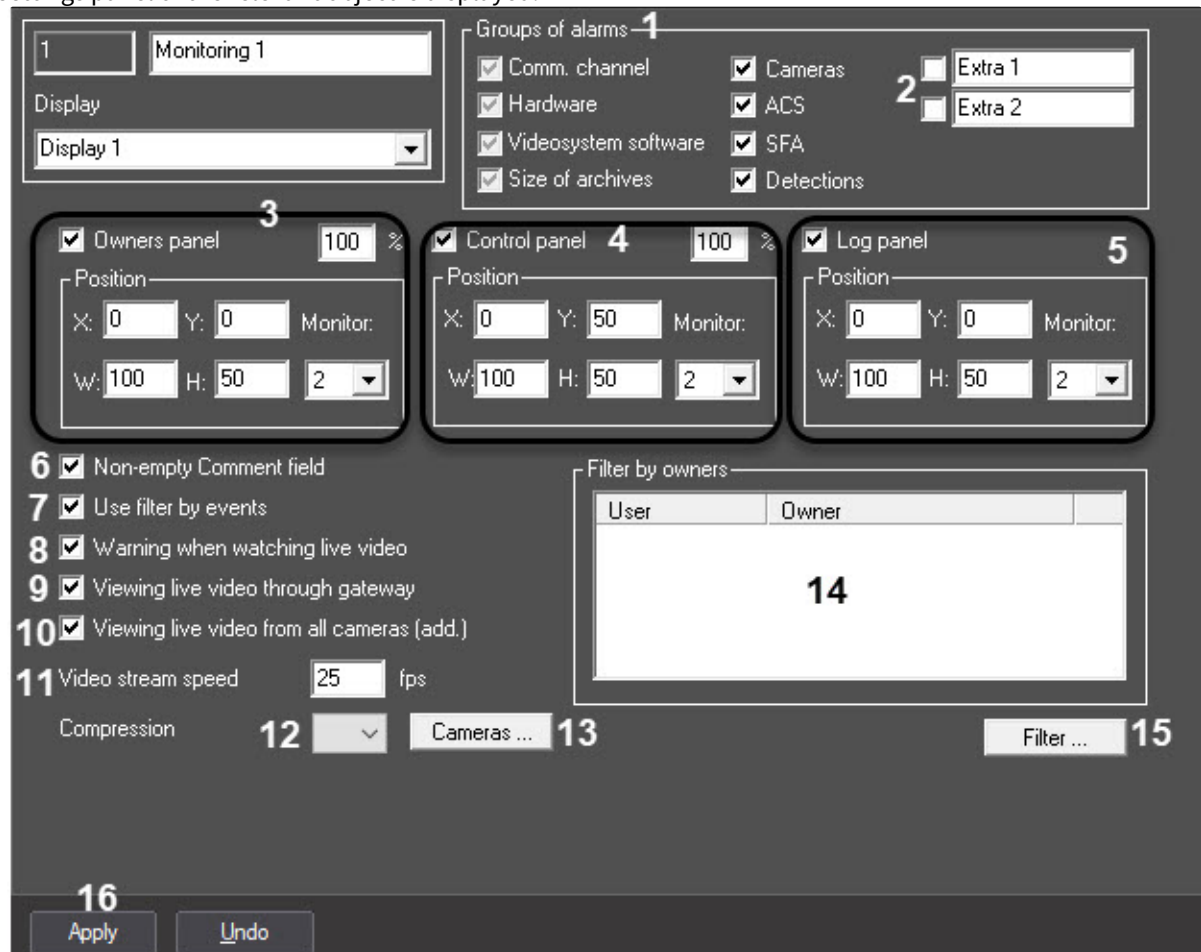 1 Monitoring 1
Display
Display 1
Groups of alarms 1
Comm. channel Cameras Extra 1
Hardware ACS 2 Extra 2
Videosystem software SFA
Size of archives Detections
3
Owners panel 100 %
Position
X: 0 Y: 0 Monitor:
W: 100 H: 50 2
Control panel 4 100 %
Position
X: 0 Y: 50 Monitor:
W: 100 H: 50 2
Log panel 5
Position
X: 0 Y: 0 Monitor:
W: 100 H: 50 2
6 Non-empty Comment field
7 Use filter by events
8 Warning when watching live video
9 Viewing live video through gateway
10 Viewing live video from all cameras (add.)
11 Video stream speed 25 fps
Compression 12 Cameras ... 13
Filter by owners
User Owner
14
Filter ... 15
16
Apply Undo